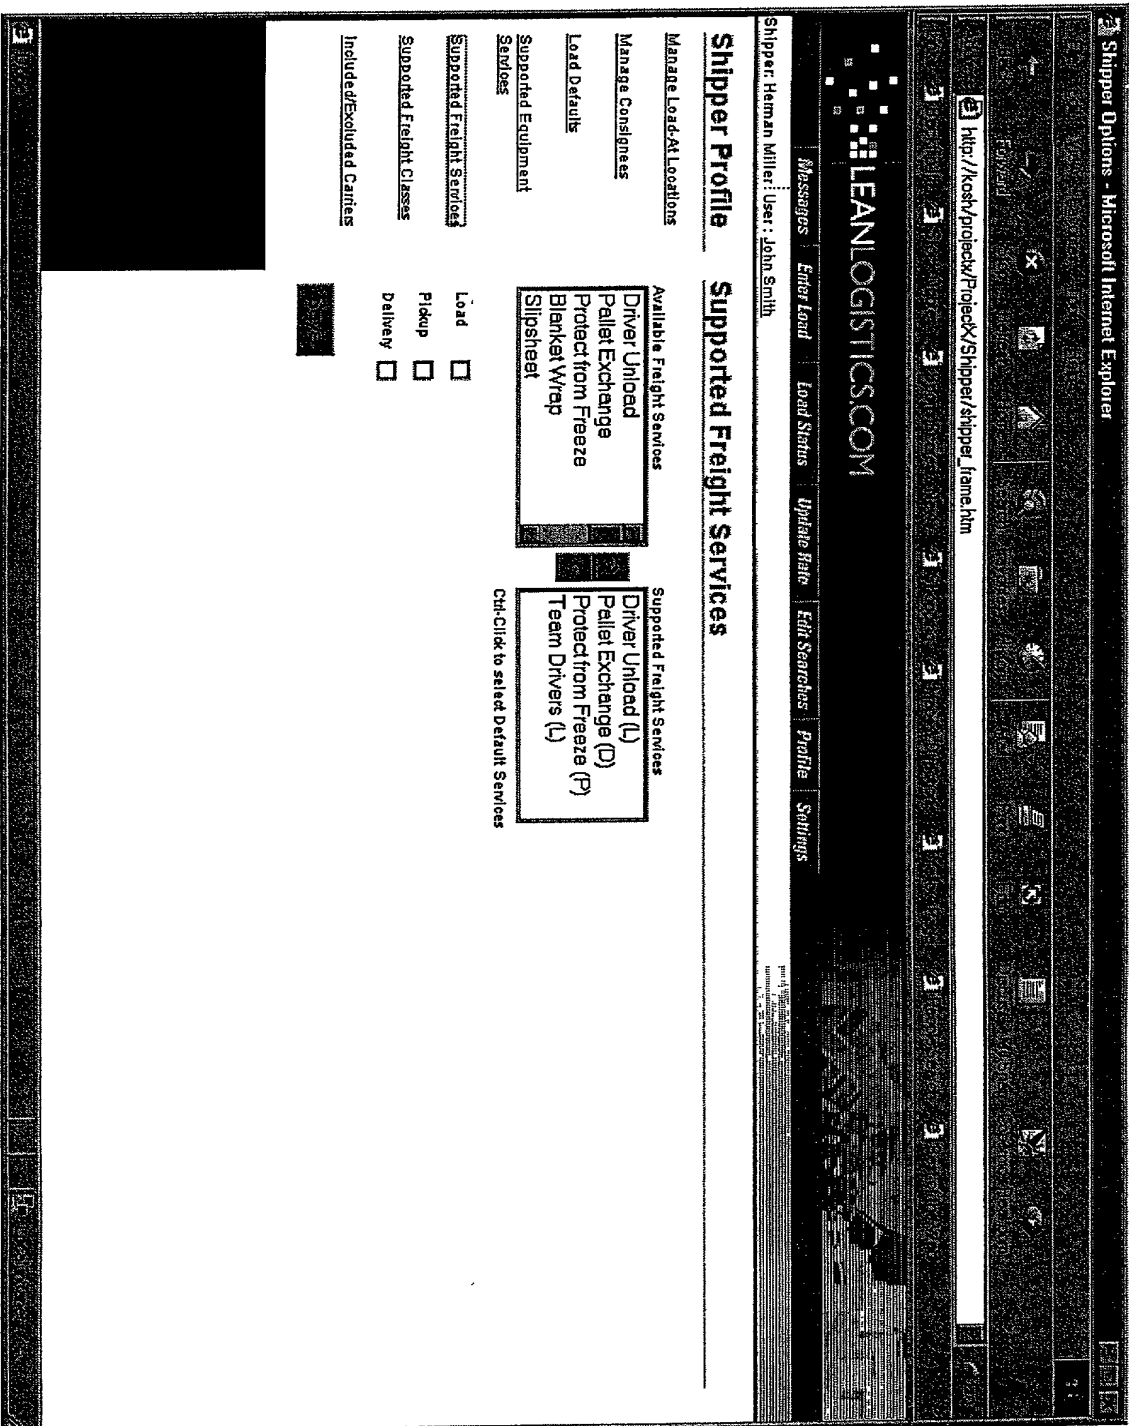 Shipper Options - Microsoft Internet Explorer
http://kosh/projectx/ProjectX/Shipper/shipper_frame.htm
LEANLOGISTICS.COM
Messages Enter Load Load Status Update Rate Edit Searches Profile Settings
Shipper: Herman Miller: User : John Smith
Shipper Profile
Manage Load-At Locations
Manage Consignees
Load Defaults
Supported Equipment
Services
Supported Freight Services
Supported Freight Classes
Included/Excluded Carriers
Supported Freight Services
Available Freight Services
Driver Unload
Pallet Exchange
Protect from Freeze
Blanket Wrap
Slipsheet
Supported Freight Services
Driver Unload (L)
Pallet Exchange (D)
Protect from Freeze (P)
Team Drivers (L)
Ctrl-Click to select Default Services
Load
Pickup
Delivery